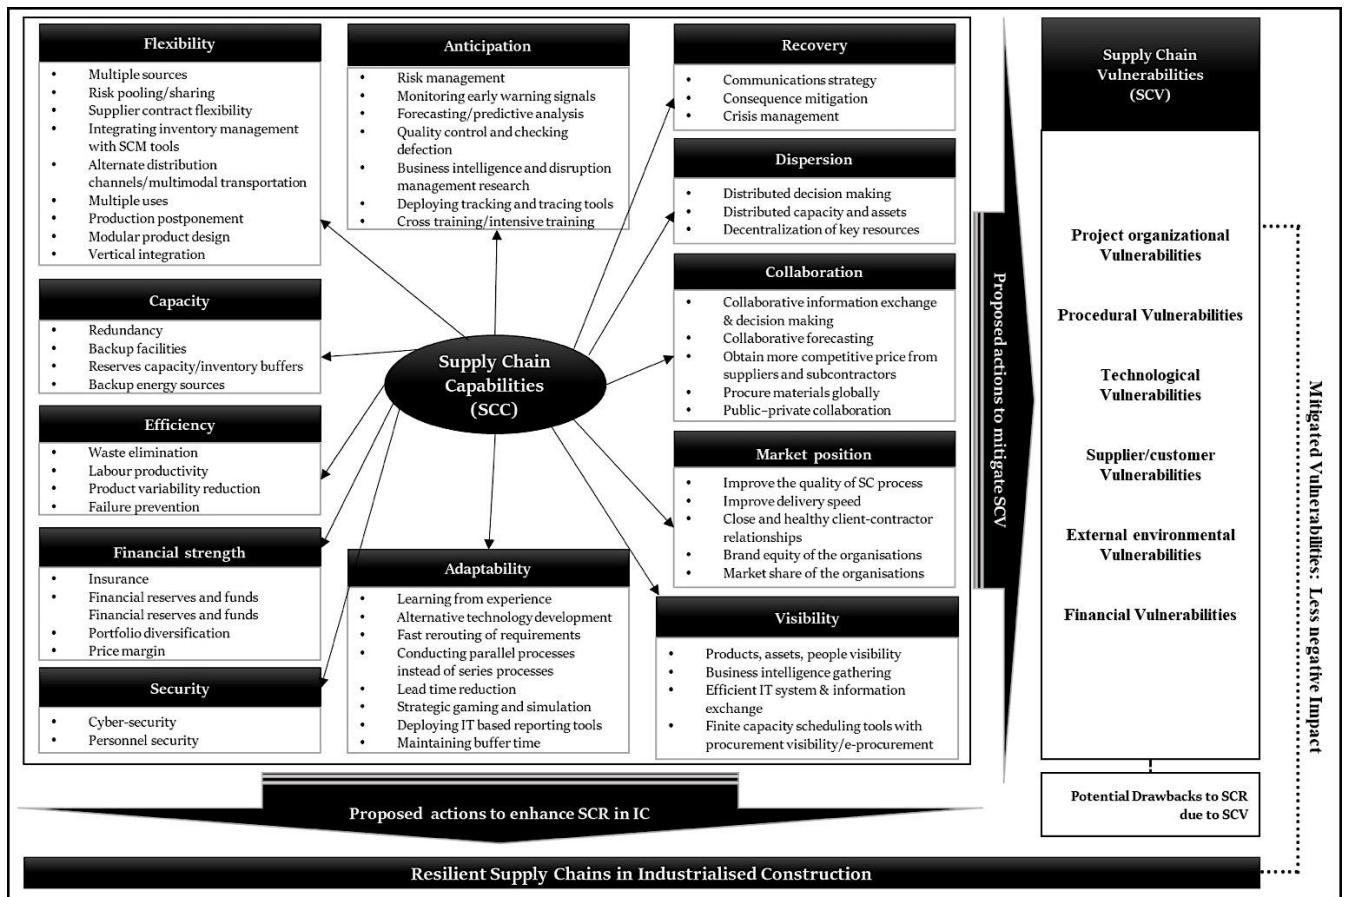 Flexibility
Multiple sources
Risk pooling/sharing
Supplier contract flexibility
Integrating inventory management
with SCM tools
Alternate distribution
channels/multimodal transportation
Multiple uses
Production postponement
Modular product design
Vertical integration
Capacity
Redundancy
Backup facilities
Reserves capacity/inventory buffers
Backup energy sources
Efficiency
Waste elimination
Labour productivity
Product variability reduction
Failure prevention
Financial strength
Insurance
Financial reserves and funds
Financial reserves and funds
Portfolio diversification
Price margin
Security
Cyber-security
Personnel security
Anticipation
Risk management
Monitoring early warning signals
Forecasting/predictive analysis
Quality control and checking
defection
Business intelligence and disruption
management research
Deploying tracking and tracing tools
Cross training/intensive training
Supply Chain
Capabilities
(SCC)
Adaptability
Learning from experience
Alternative technology development
Fast rerouting of requirements
Conducting parallel processes
instead of series processes
Lead time reduction
Strategic gaming and simulation
Deploying IT based reporting tools
Maintaining buffer time
Recovery
Communications strategy
Consequence mitigation
Crisis management
Dispersion
Distributed decision making
Distributed capacity and assets
Decentralization of key resources
Collaboration
Collaborative information exchange
& decision making
Collaborative forecasting
Obtain more competitive price from
suppliers and subcontractors
Procure materials globally
Public–private collaboration
Market position
Improve the quality of SC process
Improve delivery speed
Close and healthy client-contractor
relationships
Brand equity of the organisations
Market share of the organisations
Visibility
Products, assets, people visibility
Business intelligence gathering
Efficient IT system & information
exchange
Finite capacity scheduling tools with
procurement visibility/e-procurement
Proposed actions to mitigate SCV
Supply Chain
Vulnerabilities
(SCV)
Project organizational
Vulnerabilities
Procedural Vulnerabilities
Technological
Vulnerabilities
Supplier/customer
Vulnerabilities
External environmental
Vulnerabilities
Financial Vulnerabilities
Potential Drawbacks to SCR
due to SCV
Mitigated Vulnerabilities: Less negative Impact
Proposed actions to enhance SCR in IC
Resilient Supply Chains in Industrialised Construction